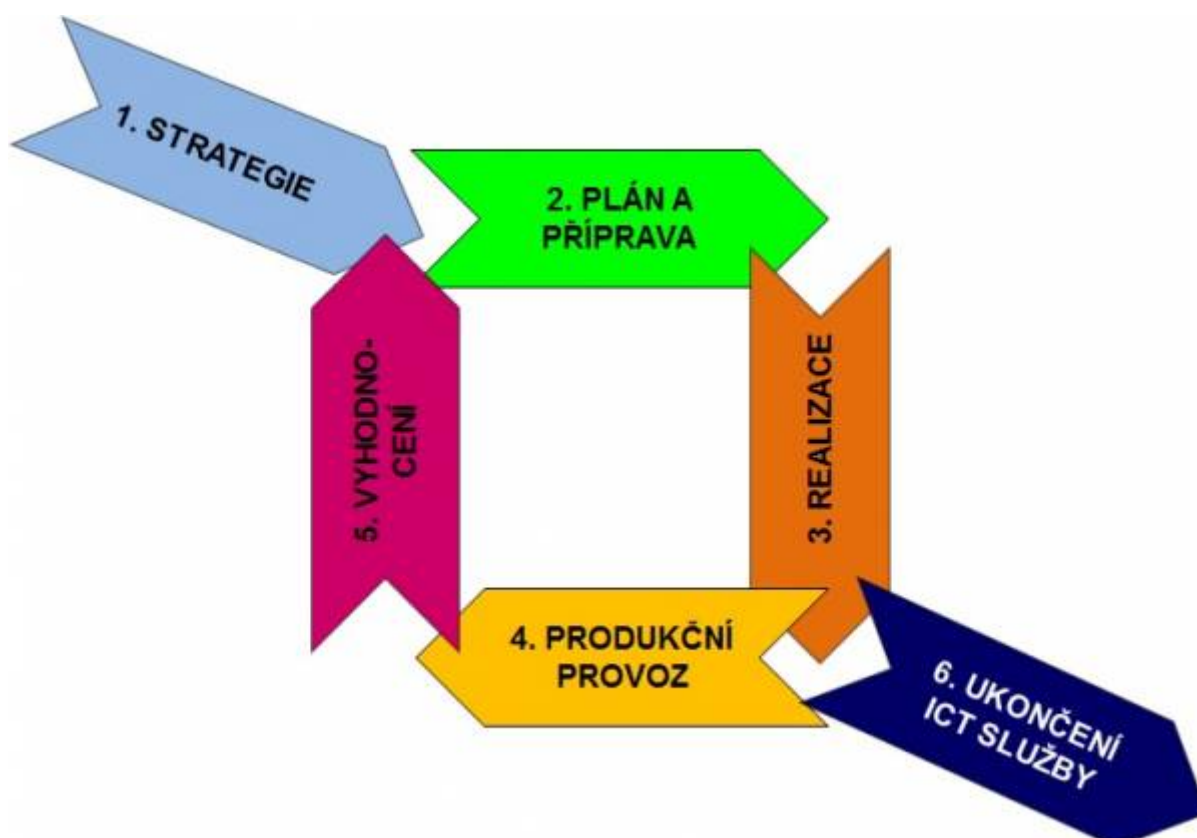 1. STRATEGIE
2. PLÁN A
PŘÍPRAVA
3. REALIZACE
4. PRODUKČNÍ
PROVOZ
5. VYHODNO-
CENÍ
6. UKONČENÍ
ICT SLUŽBY